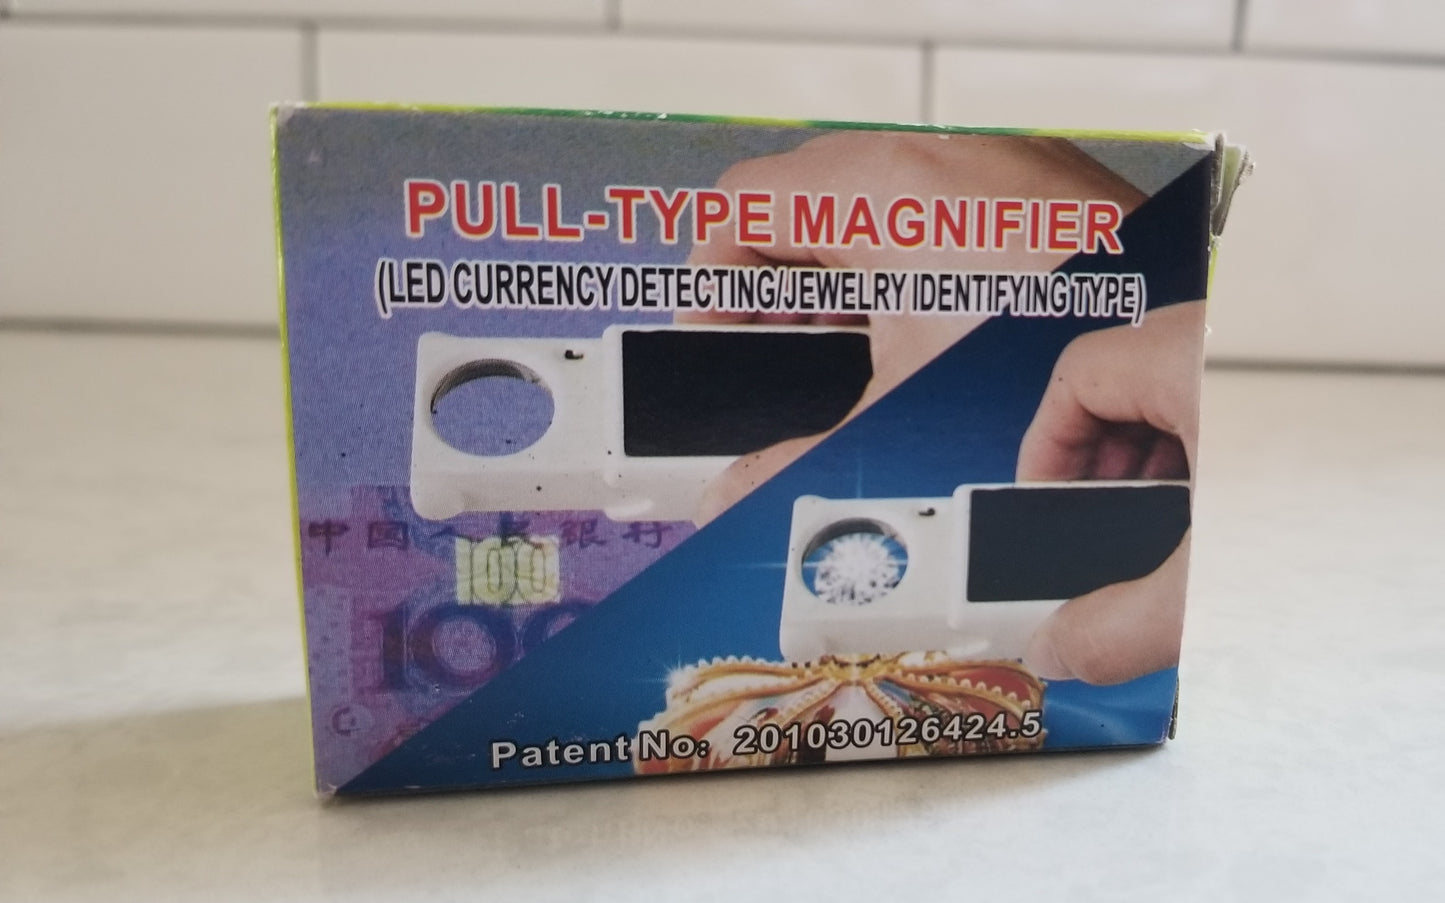 PULL-TYPE MAGNIFIER
(LED CURRENCY DETECTING/JEWELRY IDENTIFYING TYPE)
中国人民银行
100
100
Patent No: 201030126424.5